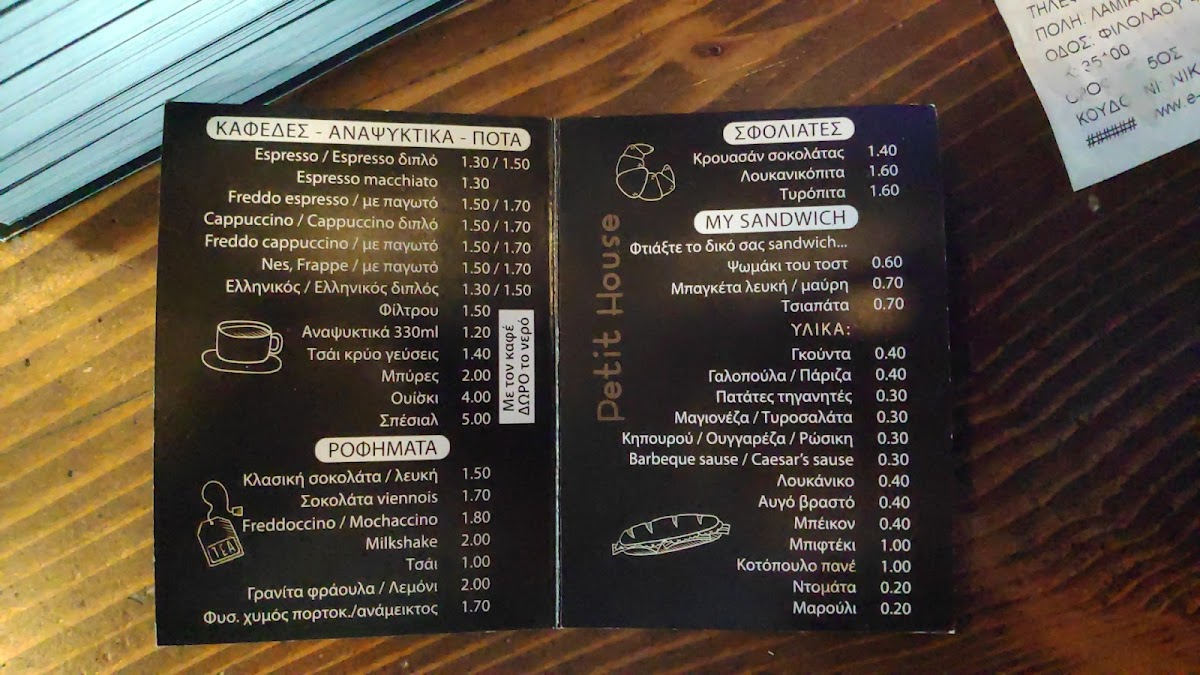 ΚΑΦΕΔΕΣ - ΑΝΑΨΥΚΤΙΚΑ - ΠΟΤΑ
Espresso / Espresso διπλό 1.30 / 1.50
Espresso macchiato 1.30
Freddo espresso / με παγωτό 1.50 / 1.70
Cappuccino / Cappuccino διπλό 1.50 / 1.70
Freddo cappuccino / με παγωτό 1.50 / 1.70
Nes, Frappe / με παγωτό 1.50 / 1.70
Ελληνικός / Ελληνικός διπλός 1.30 / 1.50
Φίλτρου 1.50
Αναψυκτικά 330ml 1.20
Τσάι κρύο γεύσεις 1.40
Μπύρες 2.00
Ουίσκι 4.00
Σπέσιαλ 5.00
Με τον καφέ
ΔΩΡΟ το νερό
ΡΟΦΗΜΑΤΑ
Κλασική σοκολάτα / λευκή 1.50
Σοκολάτα viennois 1.70
Freddoccino / Mochaccino 1.80
Milkshake 2.00
Τσάι 1.00
Γρανίτα φράουλα / Λεμόνι 2.00
Φυσ. χυμός πορτοκ./ανάμεικτος 1.70
TEA
Petit House
ΣΦΟΛΙΑΤΕΣ
Κρουασάν σοκολάτας 1.40
Λουκανικόπιτα 1.60
Τυρόπιτα 1.60
MY SANDWICH
Φτιάξτε το δικό σας sandwich...
Ψωμάκι του τοστ 0.60
Μπαγκέτα λευκή / μαύρη 0.70
Τσιαπάτα 0.70
ΥΛΙΚΑ:
Γκούντα 0.40
Γαλοπούλα / Πάριζα 0.40
Πατάτες τηγανητές 0.30
Μαγιονέζα / Τυροσαλάτα 0.30
Κηπουρού / Ουγγαρέζα / Ρώσικη 0.30
Barbeque sause / Caesar's sause 0.30
Λουκάνικο 0.40
Αυγό βραστό 0.40
Μπέικον 0.40
Μπιφτέκι 1.00
Κοτόπουλο πανέ 1.00
Ντομάτα 0.20
Μαρούλι 0.20
ΠΟΛΗ: ΛΑΜΙΑ
ΟΔΟΣ: ΦΙΛΟΛΑΟΥ
35100
######